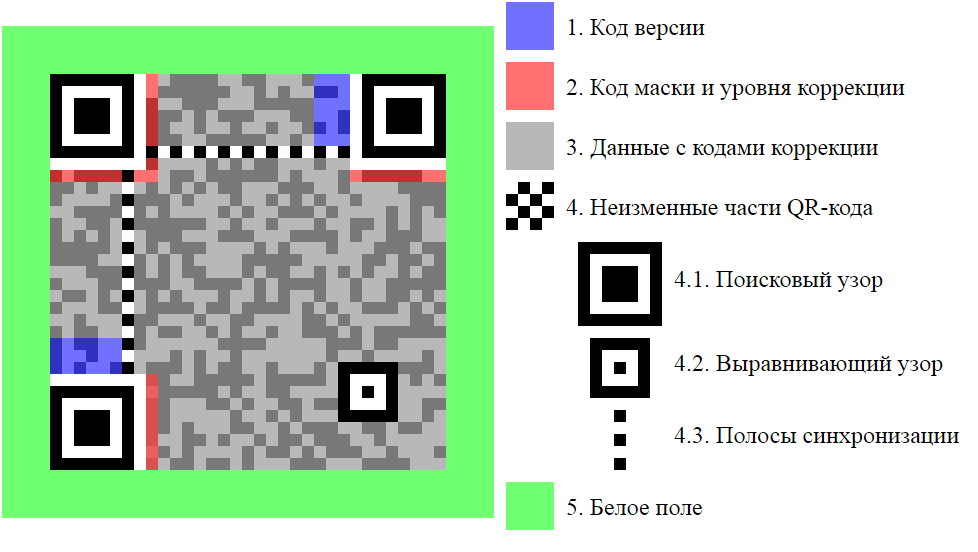 1. Код версии
2. Код маски и уровня коррекции
3. Данные с кодами коррекции
4. Неизменные части QR-кода
4.1. Поисковый узор
4.2. Выравнивающий узор
4.3. Полосы синхронизации
5. Белое поле